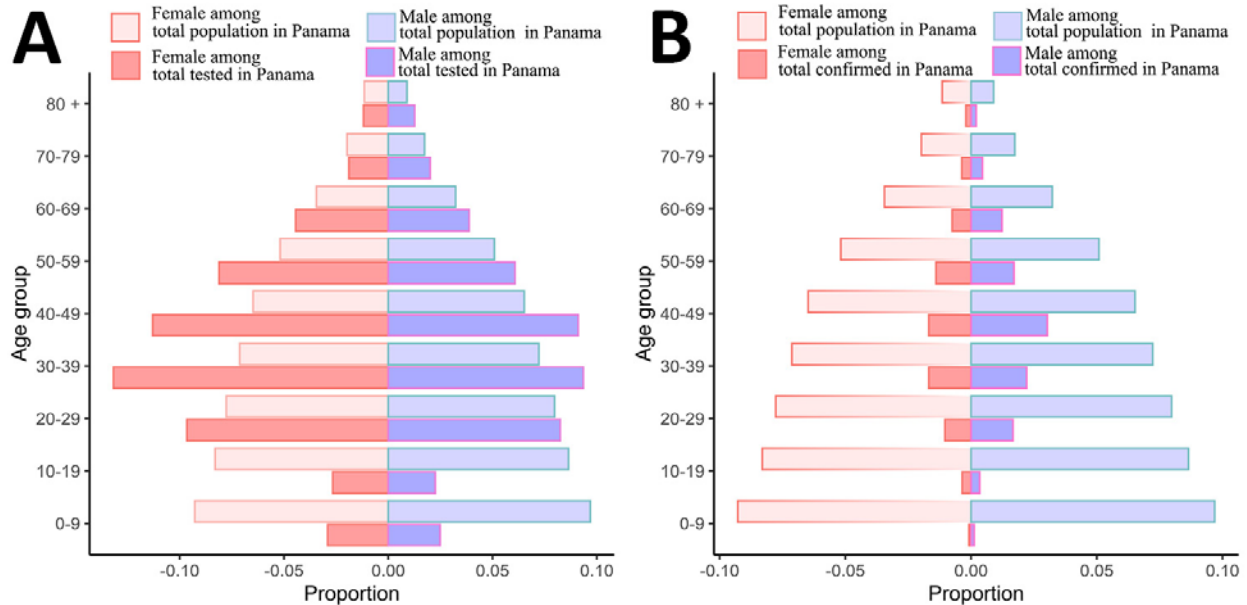 A
Female among
total population in Panama
Male among
total population in Panama
Female among
total tested in Panama
Male among
total tested in Panama
Age group
80 +
70-79
60-69
50-59
40-49
30-39
20-29
10-19
0-9
-0.10
-0.05
0.00
0.05
0.10
Proportion
B
Female among
total population in Panama
Male among
total population in Panama
Female among
total confirmed in Panama
Male among
total confirmed in Panama
Age group
80 +
70-79
60-69
50-59
40-49
30-39
20-29
10-19
0-9
-0.10
-0.05
0.00
0.05
0.10
Proportion